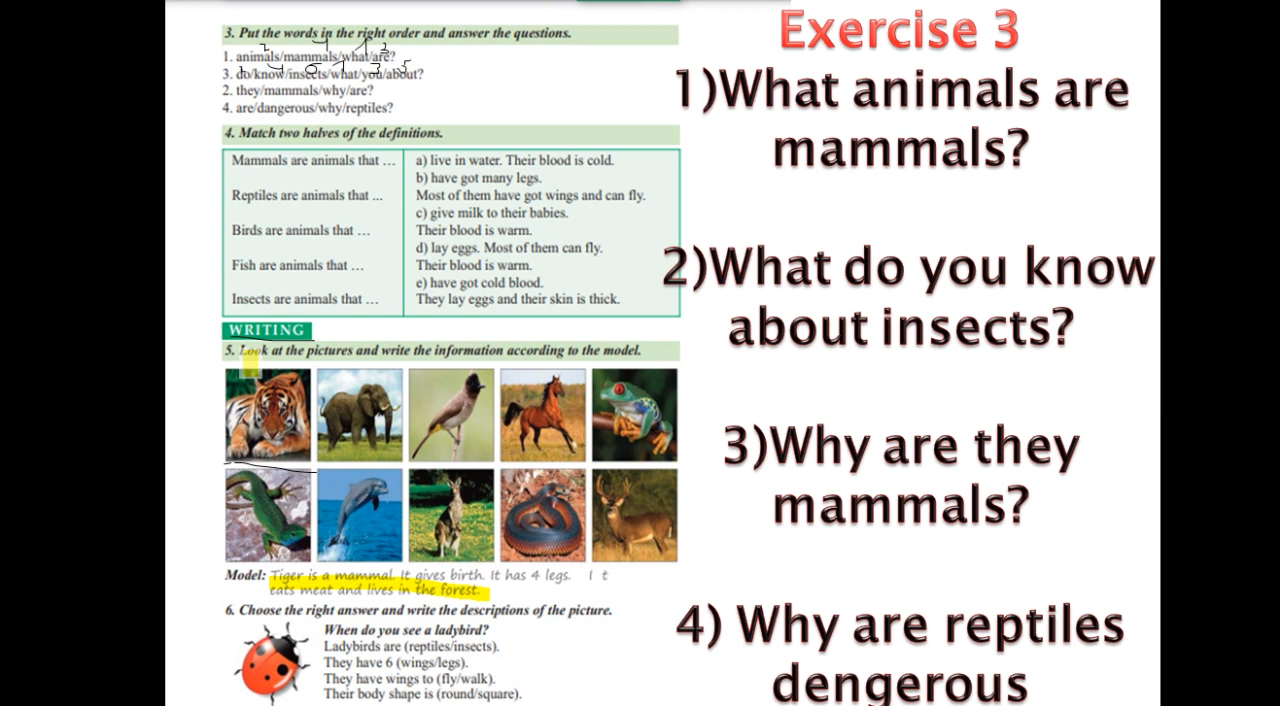 3. Put the words in the right order and answer the questions.
1. animals/mammals/what/are?
3. do/know/insects/what/you/about?
2. they/mammals/why/are?
4. are/dangerous/why/reptiles?
4. Match two halves of the definitions.
Mammals are animals that …
Reptiles are animals that ...
Birds are animals that …
Fish are animals that …
Insects are animals that …
a) live in water. Their blood is cold.
b) have got many legs.
Most of them have got wings and can fly.
c) give milk to their babies.
Their blood is warm.
d) lay eggs. Most of them can fly.
Their blood is warm.
e) have got cold blood.
They lay eggs and their skin is thick.
WRITING
5. Look at the pictures and write the information according to the model.
Model: Tiger is a mammal. It gives birth. It has 4 legs. I t
eats meat and lives in the forest.
6. Choose the right answer and write the descriptions of the picture.
When do you see a ladybird?
Ladybirds are (reptiles/insects).
They have 6 (wings/legs).
They have wings to (fly/walk).
Their body shape is (round/square).
Exercise 3
1)What animals are
mammals?
2)What do you know
about insects?
3)Why are they
mammals?
4) Why are reptiles
dengerous